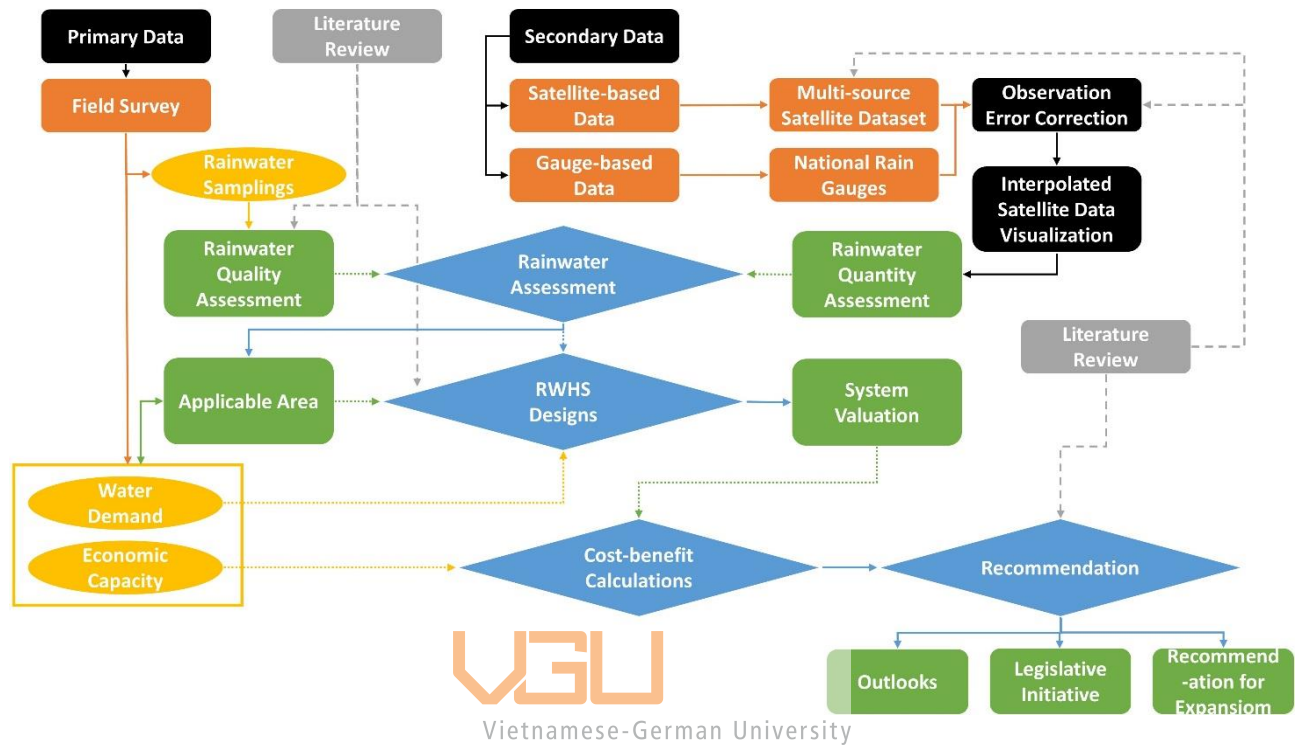 Primary Data
Literature
Review
Secondary Data
Field Survey
Satellite-based
Data
Multi-source
Satellite Dataset
Observation
Error Correction
Rainwater
Samplings
Gauge-based
Data
National Rain
Gauges
Interpolated
Satellite Data
Visualization
Rainwater
Quality
Assessment
Rainwater
Assessment
Rainwater
Quantity
Assessment
Literature
Review
Applicable Area
RWHS
Designs
System
Valuation
Water
Demand
Economic
Capacity
Cost-benefit
Calculations
Recommendation
Outlooks
Legislative
Initiative
Recommend
-ation for
Expansiom
VGU
Vietnamese-German University